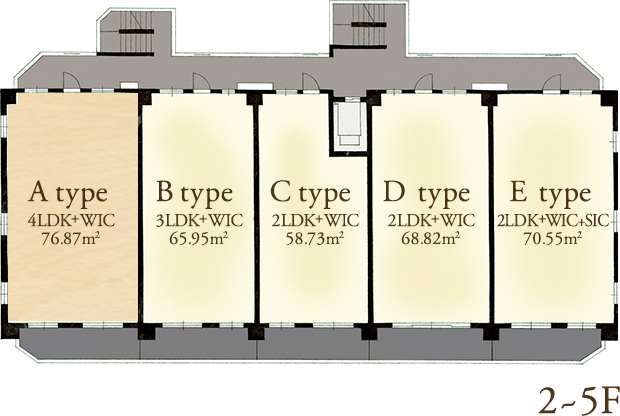 A type
4LDK+WIC
76.87m²
B type
3LDK+WIC
65.95m²
C type
2LDK+WIC
58.73m²
D type
2LDK+WIC
68.82m²
E type
2LDK+WIC+SIC
70.55m²
2~5F